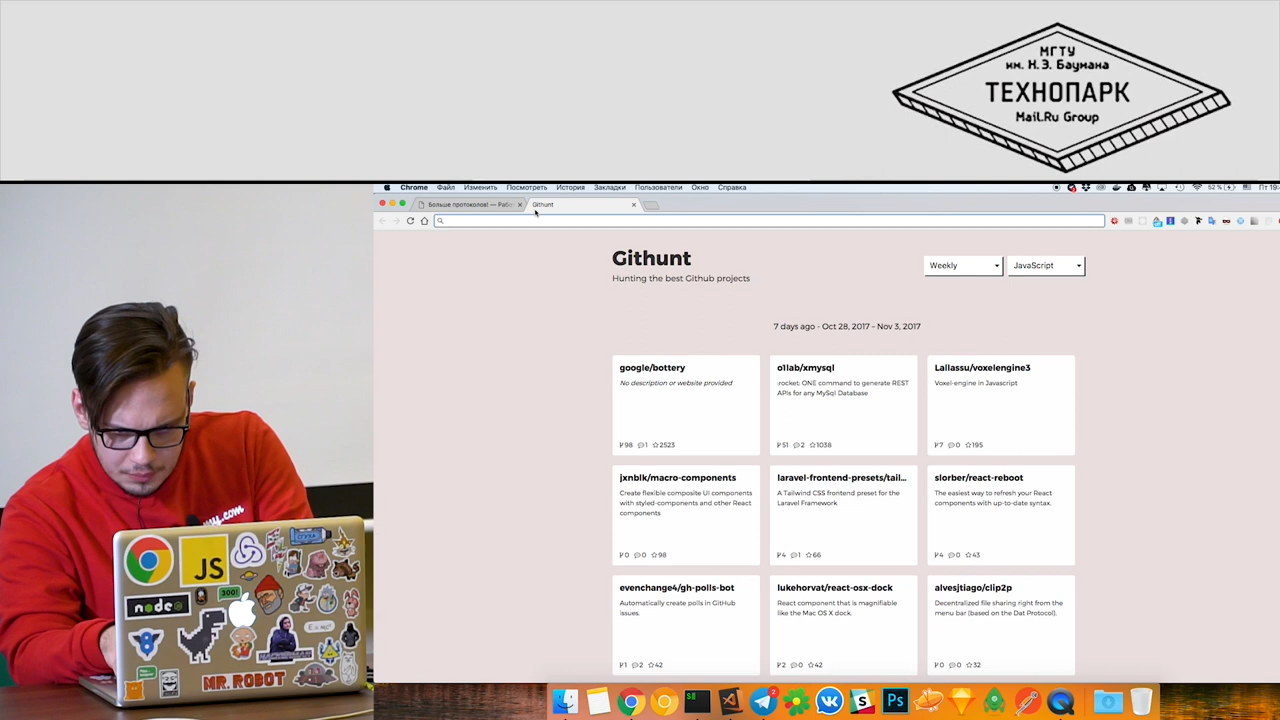 МГТУ
им. Н.Э. Баумана
ТЕХНОПАРК
Mail.Ru Group
Chrome Файл Изменить Посмотреть История Закладки Пользователи Окно Справка
52 %
Больше протоколов! — Рабо
Githunt
Githunt
Hunting the best Github projects
Weekly
JavaScript
7 days ago - Oct 28, 2017 – Nov 3, 2017
google/bottery
No description or website provided
98 1 2523
o1lab/xmysql
:rocket: ONE command to generate REST
APIs for any MySql Database
51 2 1038
Lallassu/voxelengine3
Voxel-engine in Javascript
7 0 195
jxnblk/macro-components
Create flexible composite UI components
with styled-components and other React
components
0 0 98
laravel-frontend-presets/tail...
A Tailwind CSS frontend preset for the
Laravel Framework
4 1 66
slorber/react-reboot
The easiest way to refresh your React
components with up-to-date syntax.
4 0 43
evenchange4/gh-polls-bot
Automatically create polls in GitHub
issues.
1 2 42
lukehorvat/react-osx-dock
React component that is magnifiable
like the Mac OS X dock.
2 0 42
alvesjtiago/clip2p
Decentralized file sharing right from the
menu bar (based on the Dat Protocol).
0 0 32
JS
node
300!
E=mc²
MR. ROBOT
Ps
2